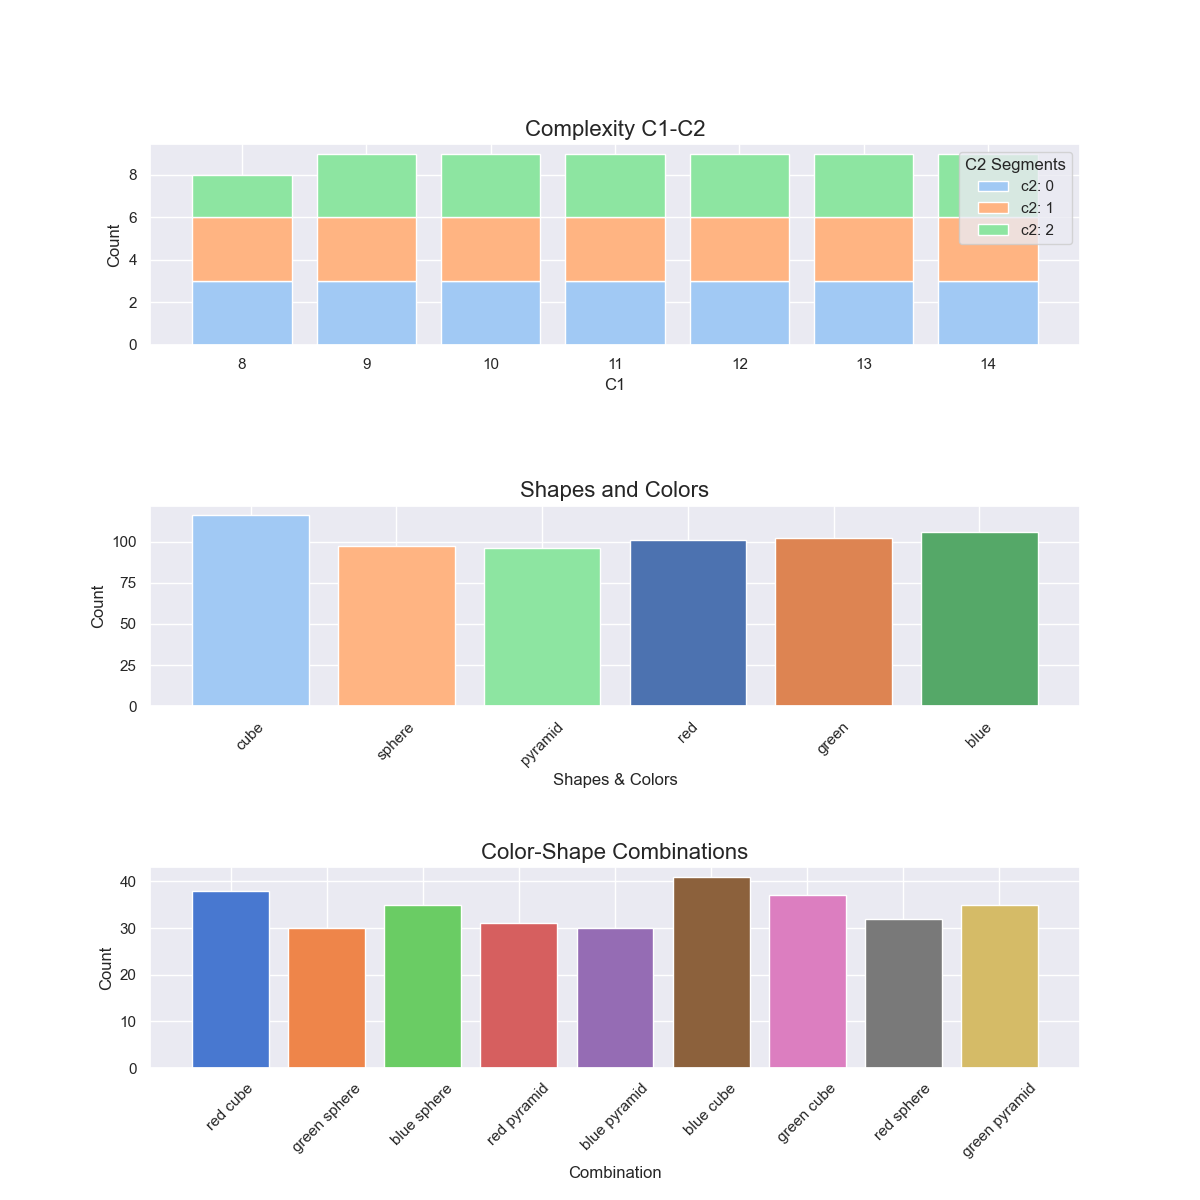 Complexity C1-C2
C2 Segments
c2: 0
c2: 1
c2: 2
Count
8
6
4
2
0
8 9 10 11 12 13 14
C1
Shapes and Colors
Count
100
75
50
25
0
cube sphere pyramid red green blue
Shapes & Colors
Color-Shape Combinations
Count
40
30
20
10
0
red cube green sphere blue sphere red pyramid blue pyramid blue cube green cube red sphere green pyramid
Combination